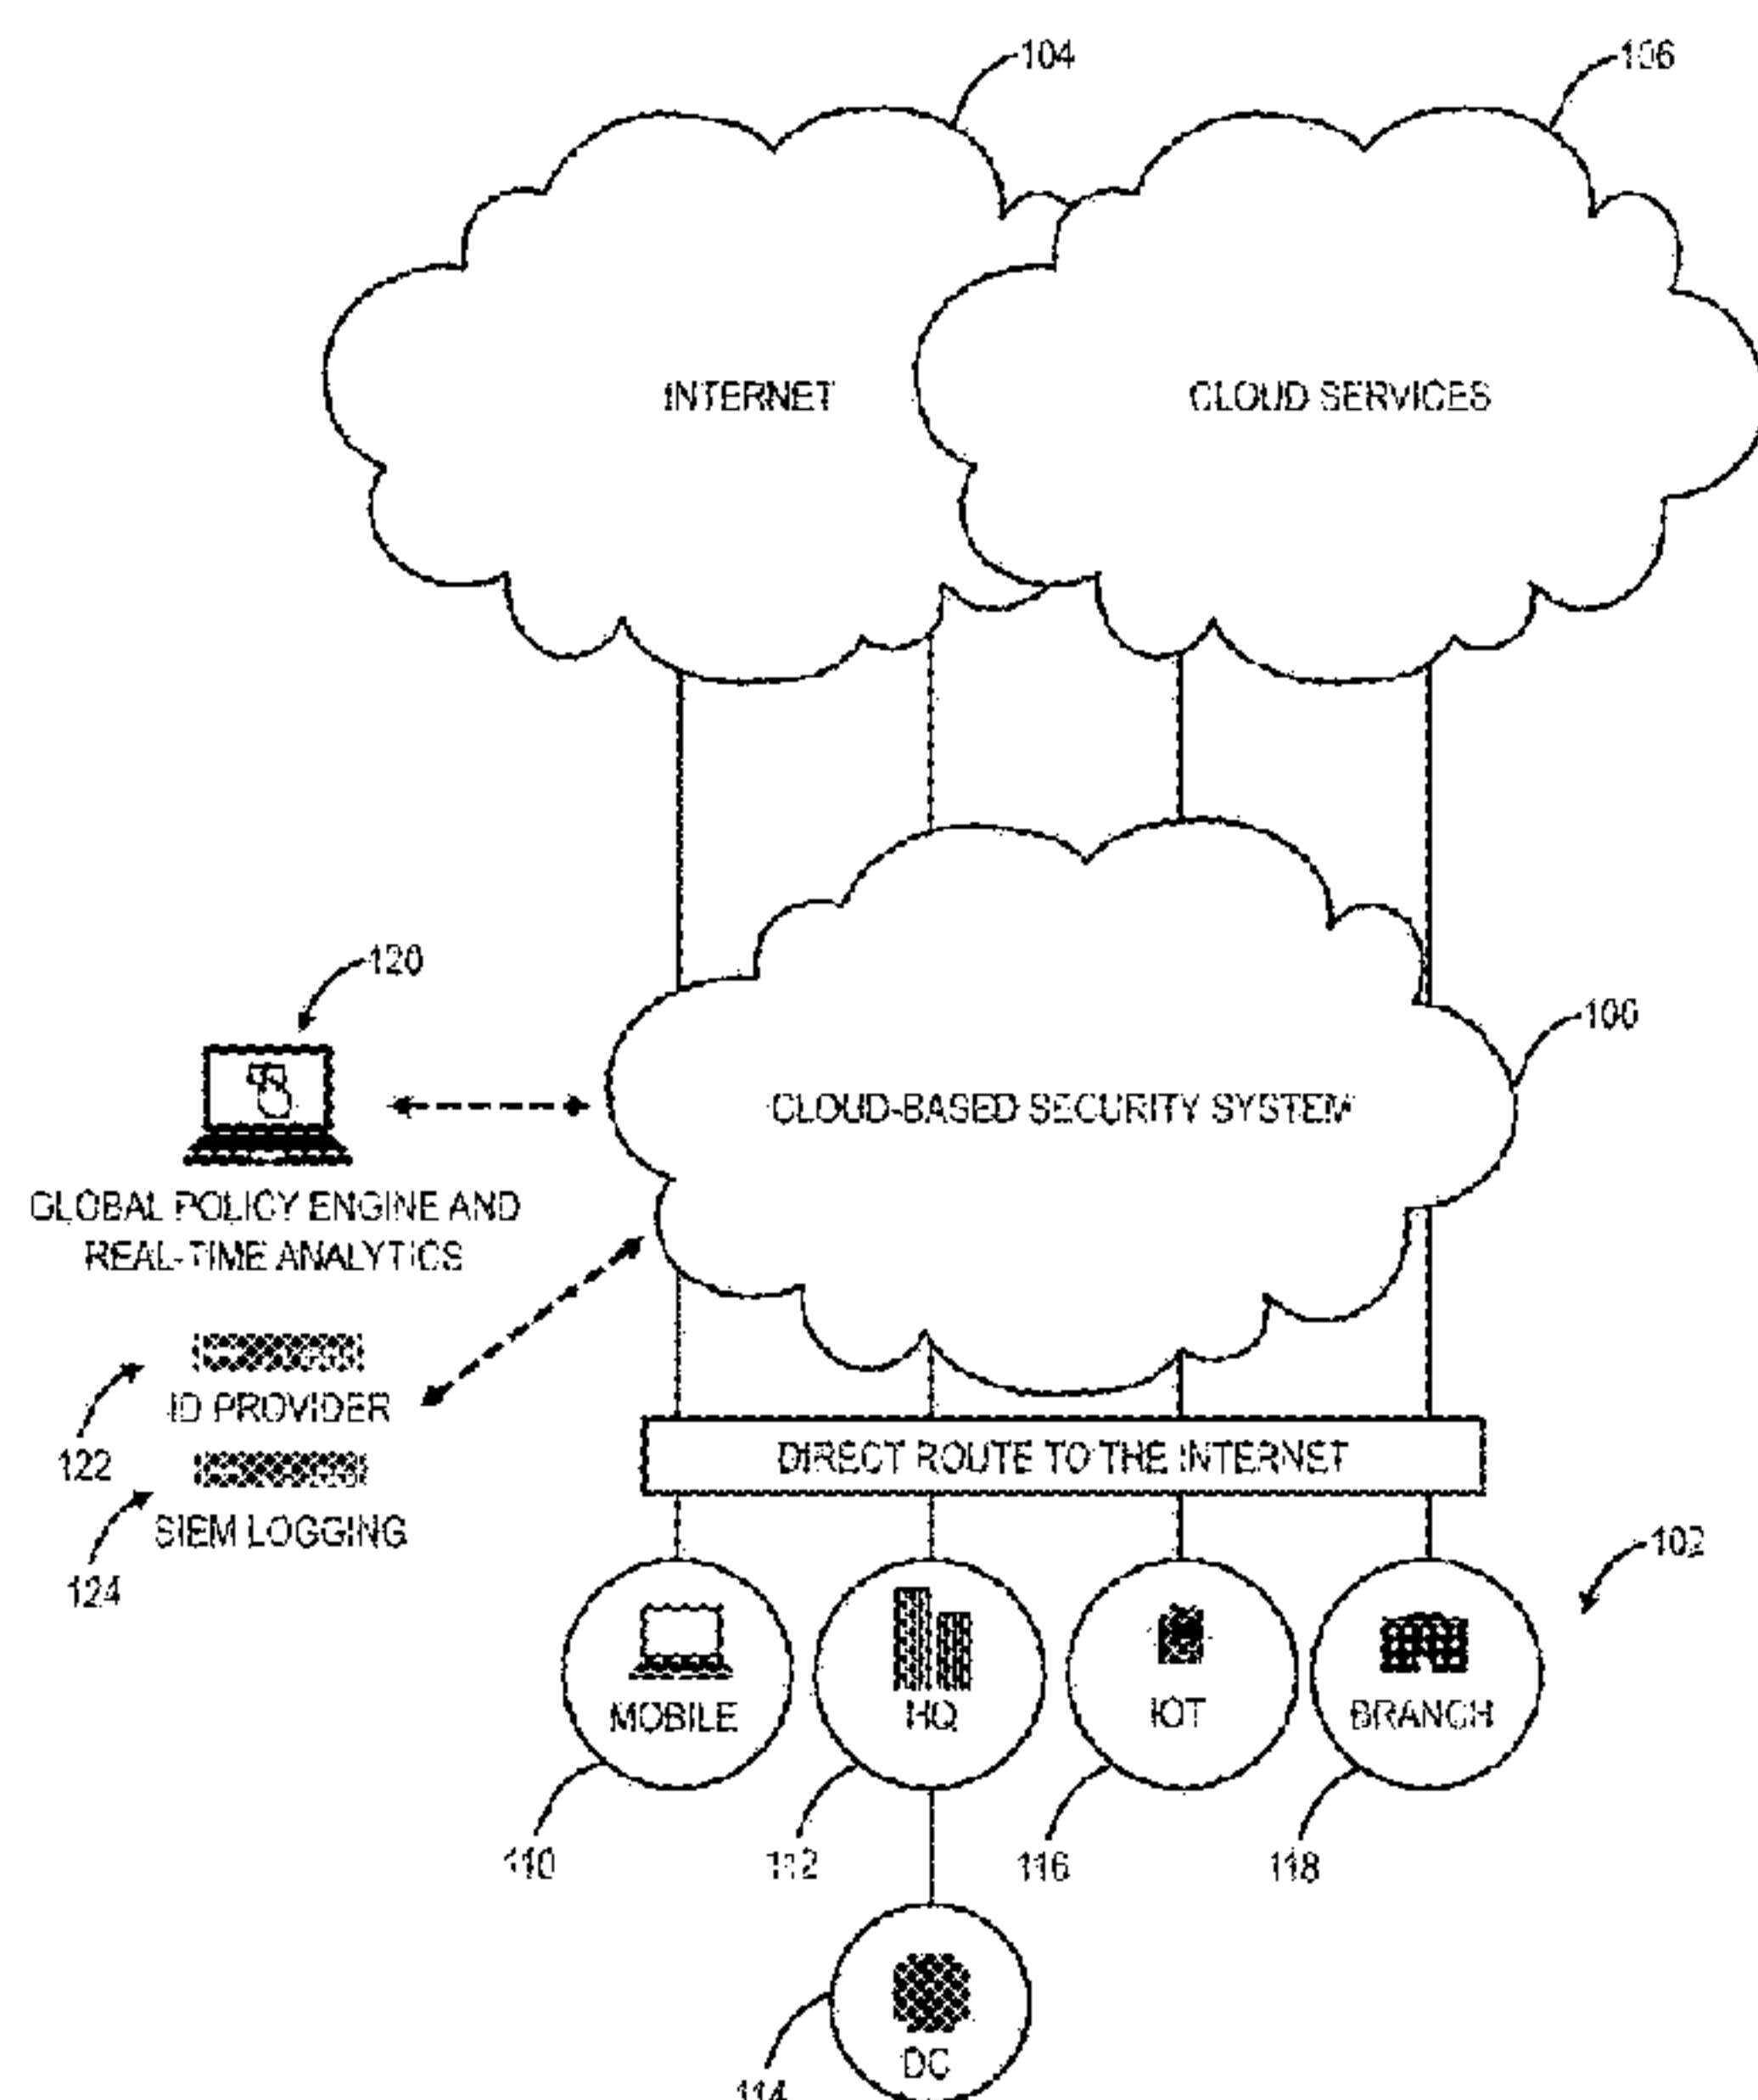 104
106
INTERNET
CLOUD SERVICES
120
100
CLOUD-BASED SECURITY SYSTEM
GLOBAL POLICY ENGINE AND
REAL-TIME ANALYTICS
ID PROVIDER
122
DIRECT ROUTE TO THE INTERNET
SIEM LOGGING
124
102
MOBILE
HQ
IOT
BRANCH
110
112
116
118
DC
114